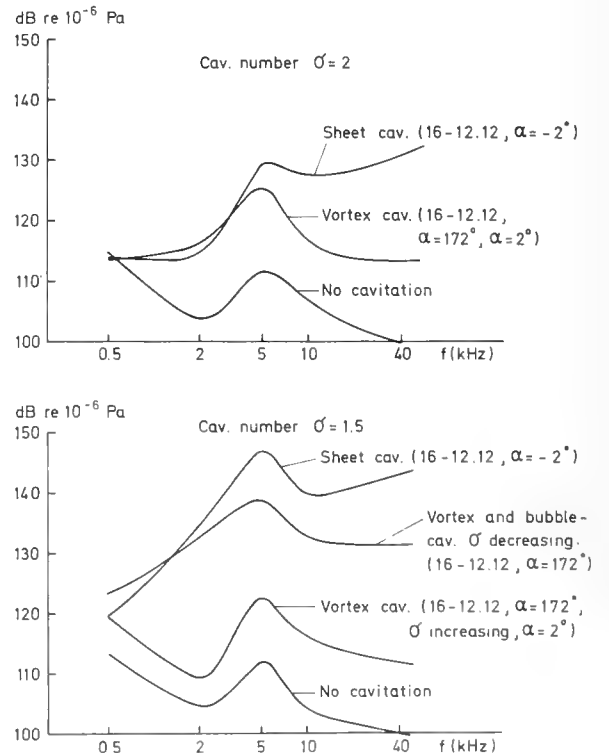 dB re 10⁻⁶ Pa
Cav. number σ = 2
150
140
130
120
110
100
Sheet cav. (16-12.12, α = -2°)
Vortex cav. (16-12.12,
α = 172°, α = 2°)
No cavitation
0.5 2 5 10 40 f(kHz)
dB re 10⁻⁶ Pa
Cav. number σ = 1.5
150
140
130
120
110
100
Sheet cav. (16-12.12, α = -2°)
Vortex and bubble-
cav. σ decreasing.
(16-12.12, α = 172°)
Vortex cav. (16-12.12, α = 172°,
σ increasing, α = 2°)
No cavitation
0 5 2 5 10 40 f(kHz)